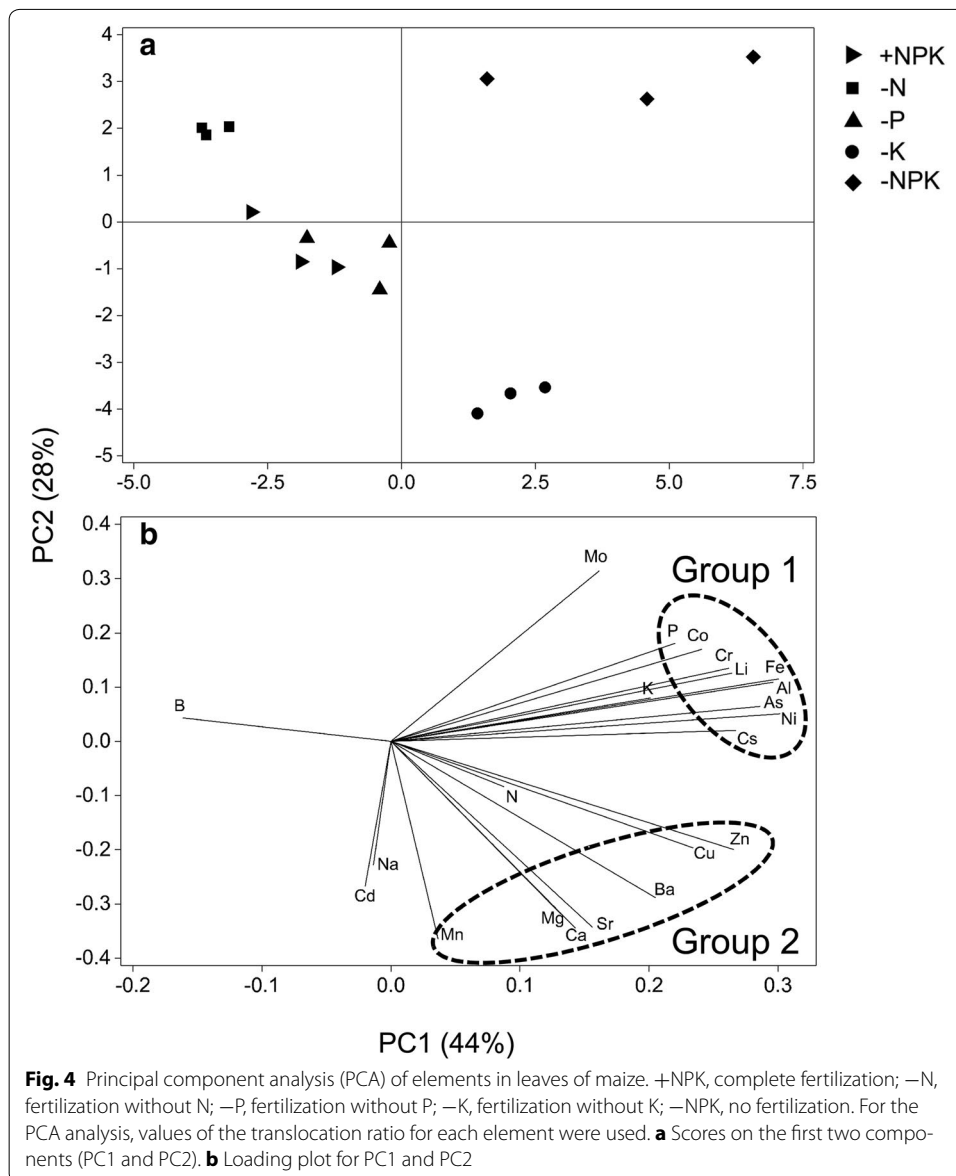 a
4
3
2
1
0
-1
-2
-3
-4
-5
-5.0 -2.5 0.0 2.5 5.0 7.5
+NPK
-N
-P
-K
-NPK
PC2 (28%)
b
0.4
0.3
0.2
0.1
0.0
-0.1
-0.2
-0.3
-0.4
Mo
Group 1
P
Co
Cr
Li
Fe
K
Al
As
Ni
B
Cs
N
Zn
Cu
Na
Cd
Ba
Mg
Sr
Mn
Ca
Group 2
-0.2 -0.1 0.0 0.1 0.2 0.3
PC1 (44%)
Fig. 4 Principal component analysis (PCA) of elements in leaves of maize. +NPK, complete fertilization; −N,
fertilization without N; −P, fertilization without P; −K, fertilization without K; −NPK, no fertilization. For the
PCA analysis, values of the translocation ratio for each element were used. a Scores on the first two compo-
nents (PC1 and PC2). b Loading plot for PC1 and PC2